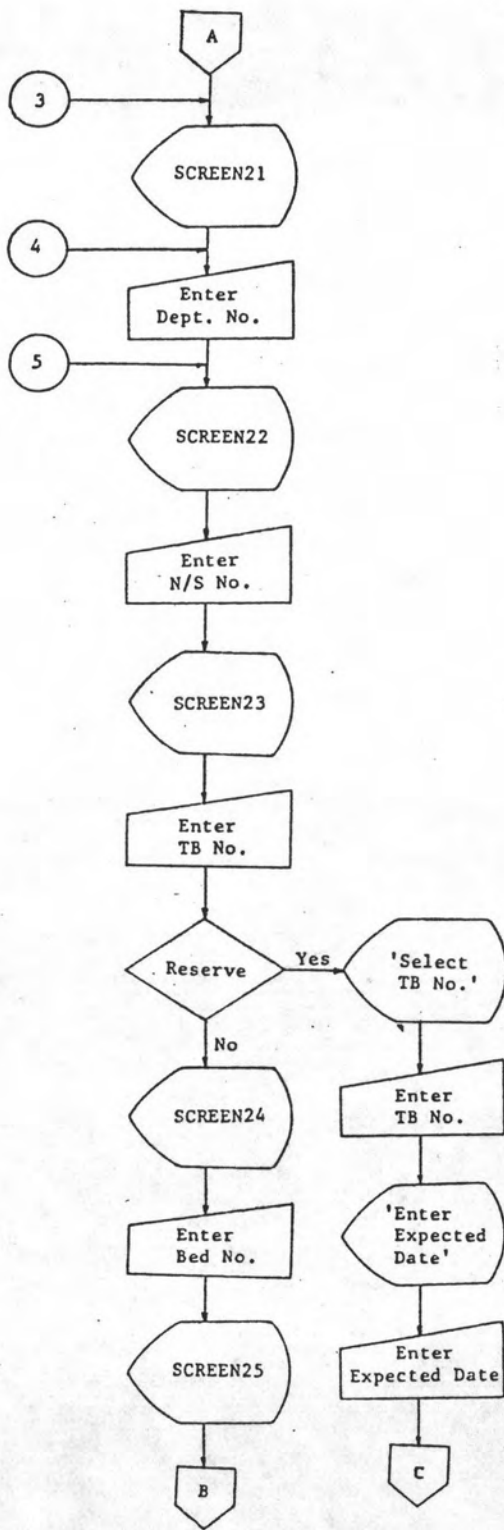 A
3
SCREEN21
4
Enter
Dept. No.
5
SCREEN22
Enter
N/S No.
SCREEN23
Enter
TB No.
Reserve
Yes
'Select
TB No.'
No
SCREEN24
Enter
TB No.
Enter
Bed No.
'Enter
Expected
Date'
SCREEN25
Enter
Expected Date
B
C